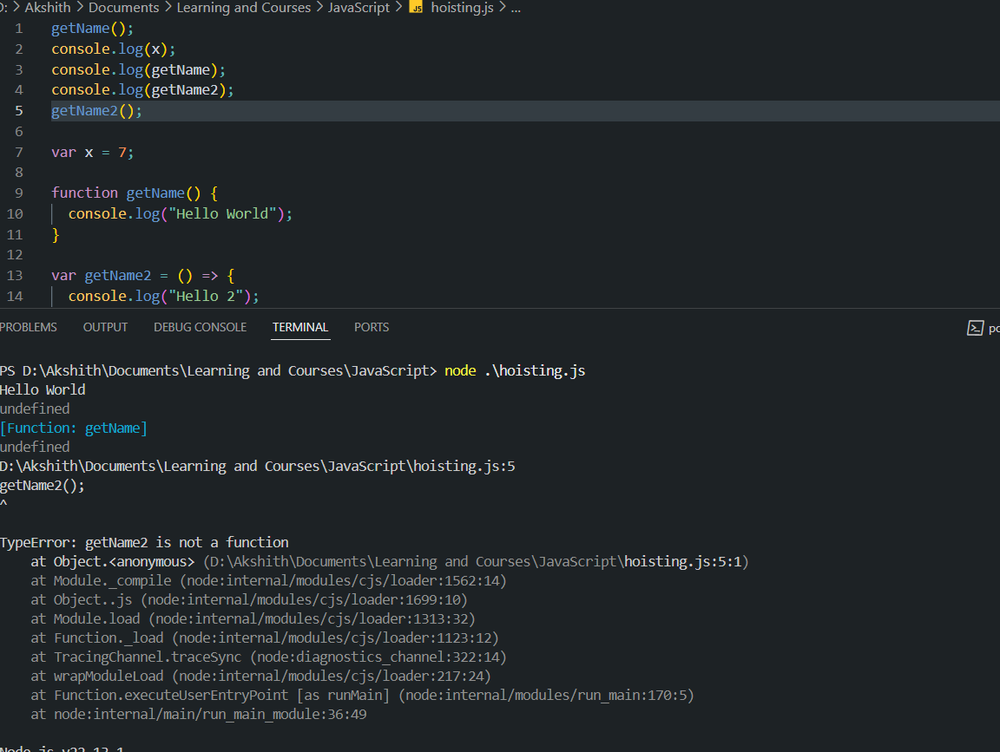 D: > Akshith > Documents > Learning and Courses > JavaScript > JS hoisting.js > ...
1 getName();
2 console.log(x);
3 console.log(getName);
4 console.log(getName2);
5 getName2();
6
7 var x = 7;
8
9 function getName() {
10 console.log("Hello World");
11 }
12
13 var getName2 = () => {
14 console.log("Hello 2");
PROBLEMS OUTPUT DEBUG CONSOLE TERMINAL PORTS
PS D:\Akshith\Documents\Learning and Courses\JavaScript> node .\hoisting.js
Hello World
undefined
[Function: getName]
undefined
D:\Akshith\Documents\Learning and Courses\JavaScript\hoisting.js:5
getName2();
^
TypeError: getName2 is not a function
at Object.<anonymous> (D:\Akshith\Documents\Learning and Courses\JavaScript\hoisting.js:5:1)
at Module._compile (node:internal/modules/cjs/loader:1562:14)
at Object..js (node:internal/modules/cjs/loader:1699:10)
at Module.load (node:internal/modules/cjs/loader:1313:32)
at Function._load (node:internal/modules/cjs/loader:1123:12)
at TracingChannel.traceSync (node:diagnostics_channel:322:14)
at wrapModuleLoad (node:internal/modules/cjs/loader:217:24)
at Function.executeUserEntryPoint [as runMain] (node:internal/modules/run_main:170:5)
at node:internal/main/run_main_module:36:49
Node.js v22.13.1